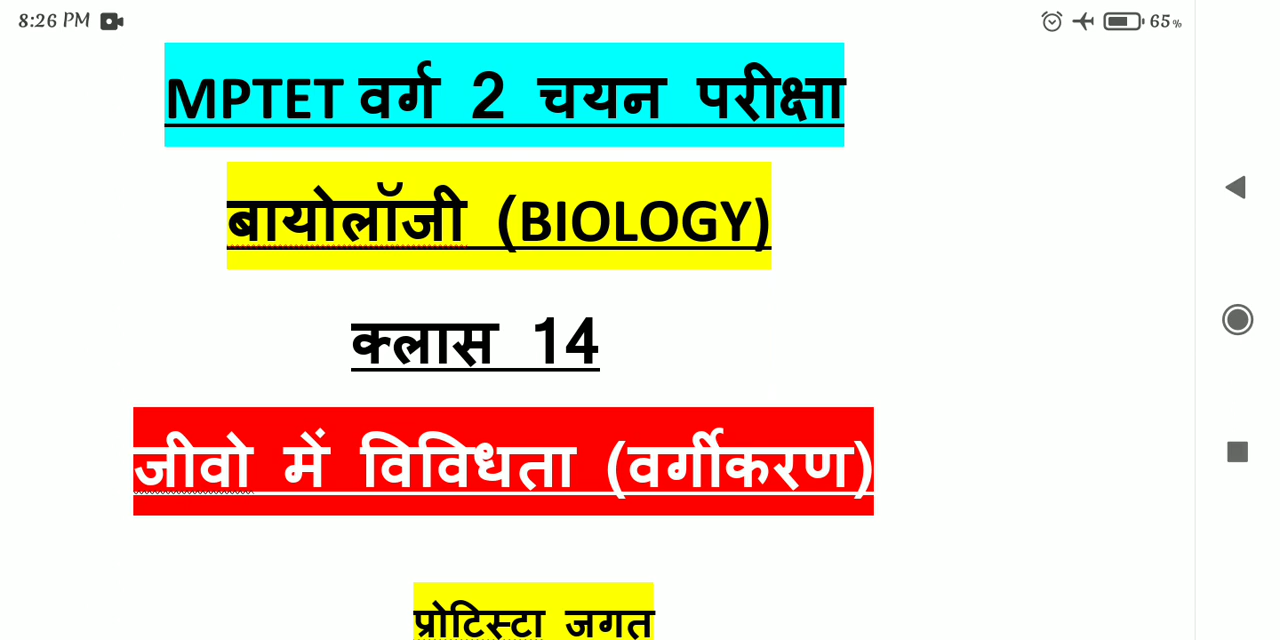 8:26 PM
65%
MPTET वर्ग 2 चयन परीक्षा
बायोलॉजी (BIOLOGY)
क्लास 14
जीवो में विविधता (वर्गीकरण)
प्रोटिस्टा जगत